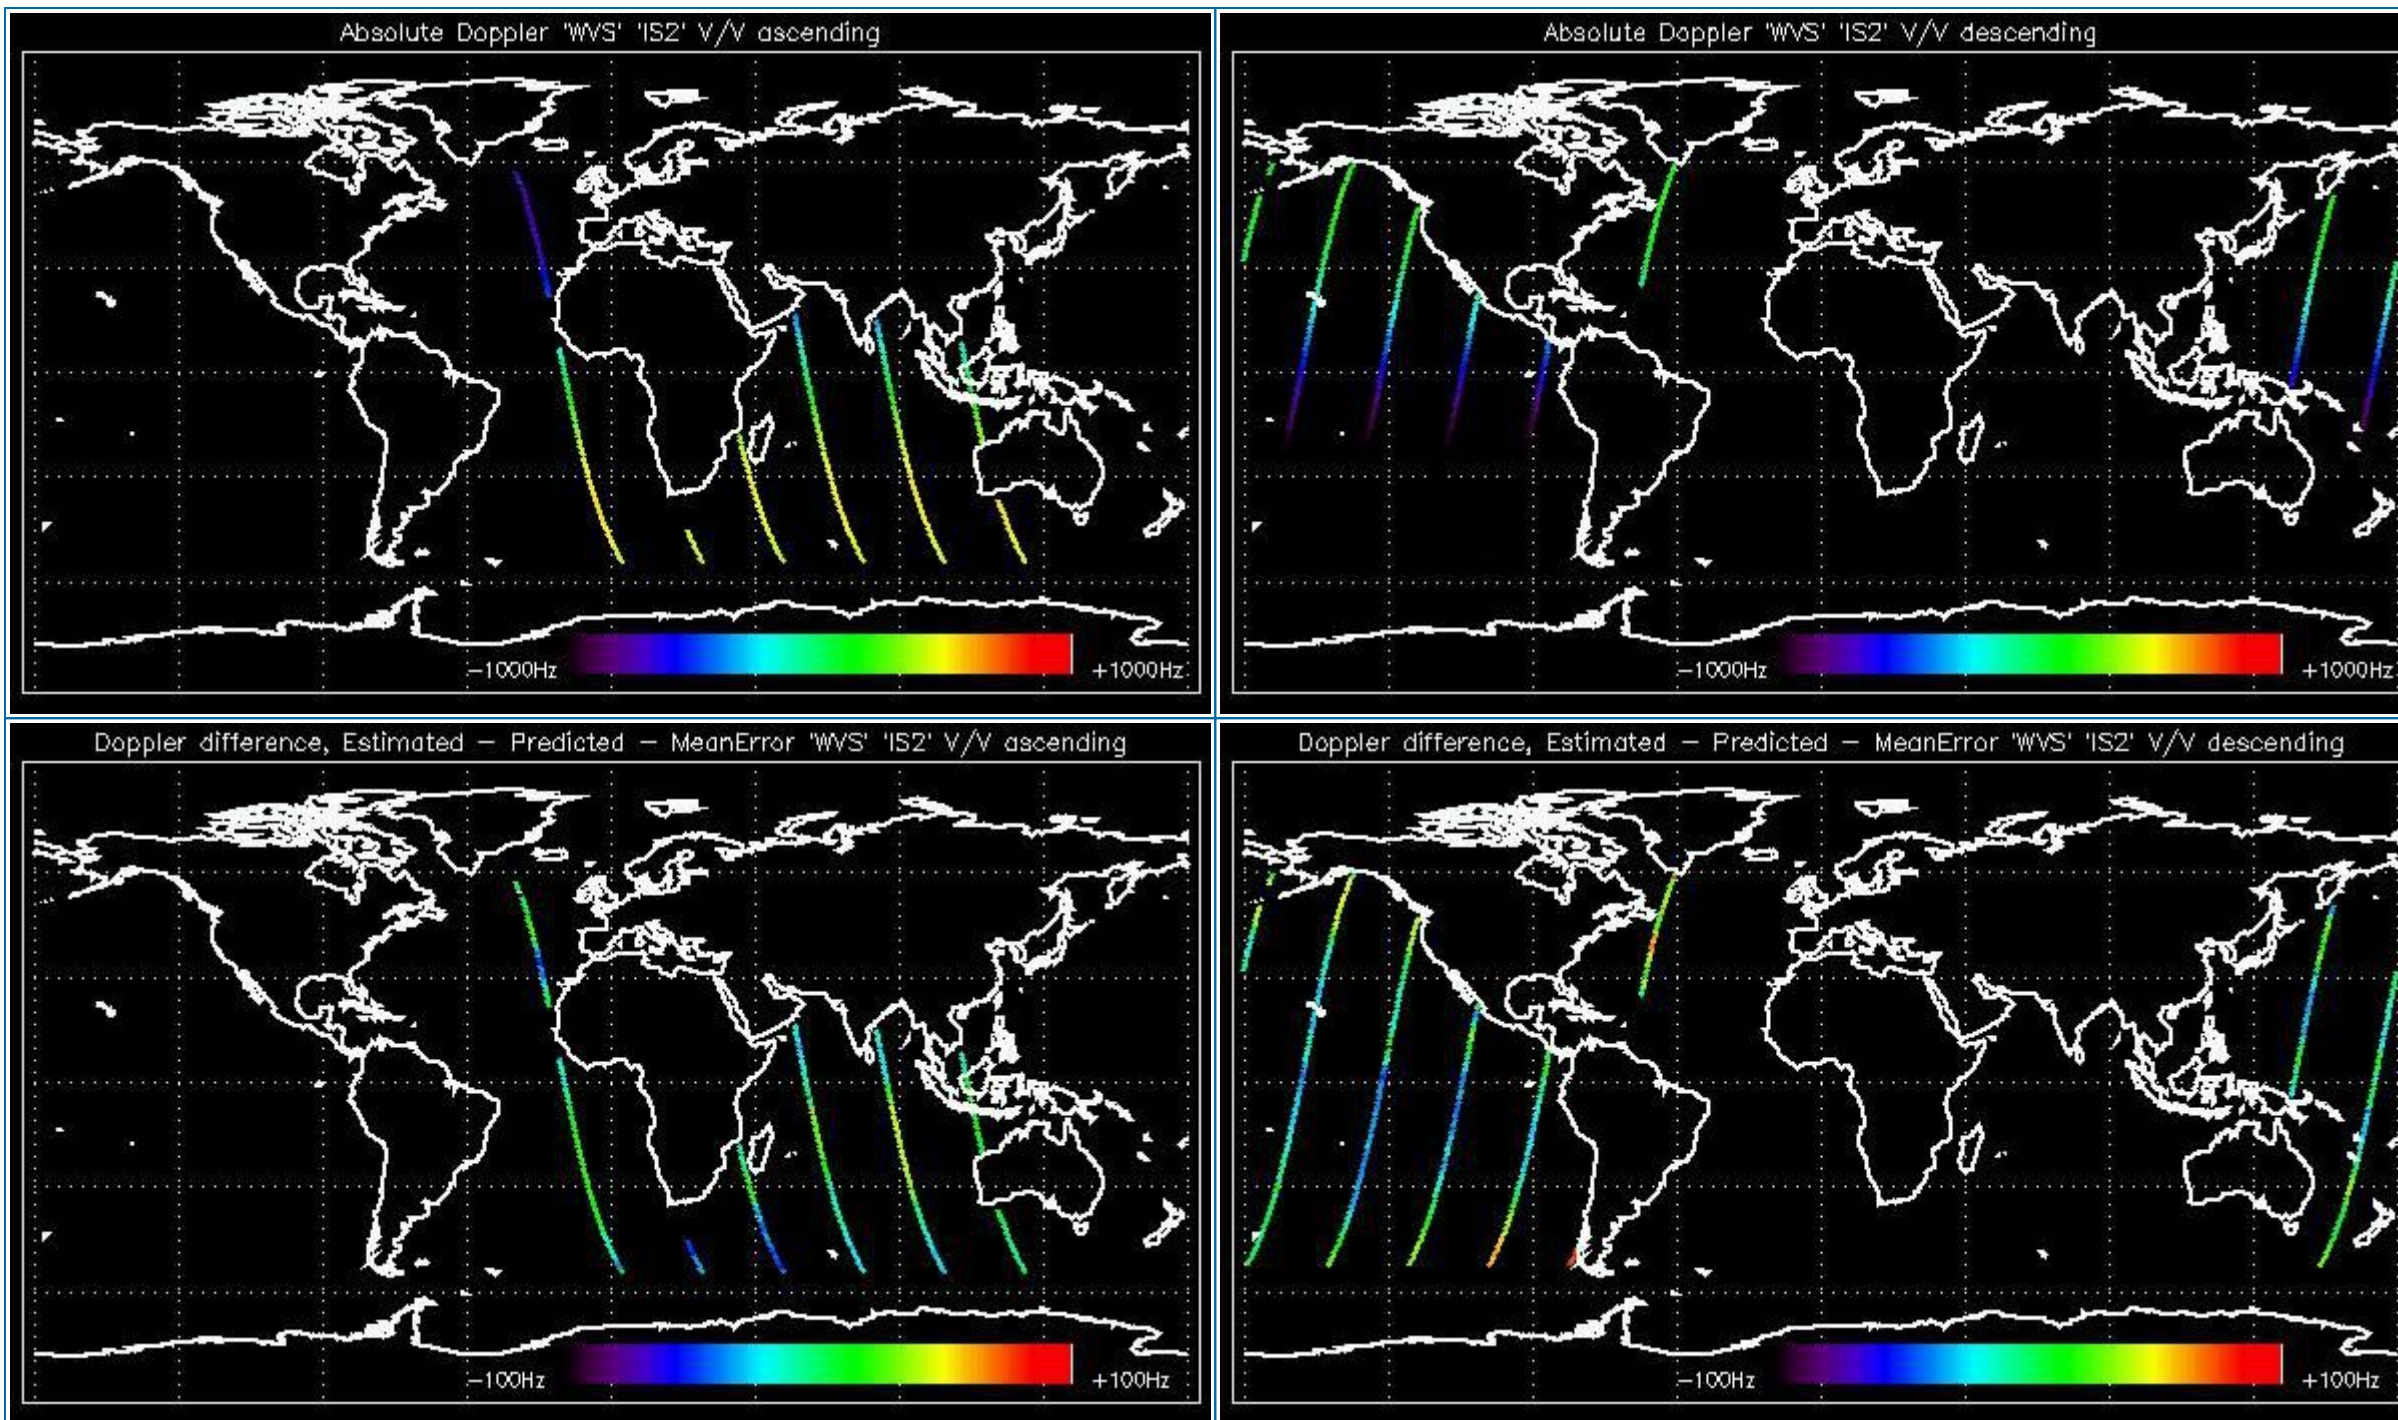 Absolute Doppler 'WVS' 'IS2' V/V ascending
−1000Hz
+1000Hz
Absolute Doppler 'WVS' 'IS2' V/V descending
−1000Hz
+1000Hz
Doppler difference, Estimated − Predicted − MeanError 'WVS' 'IS2' V/V ascending
−100Hz
+100Hz
Doppler difference, Estimated − Predicted − MeanError 'WVS' 'IS2' V/V descending
−100Hz
+100Hz